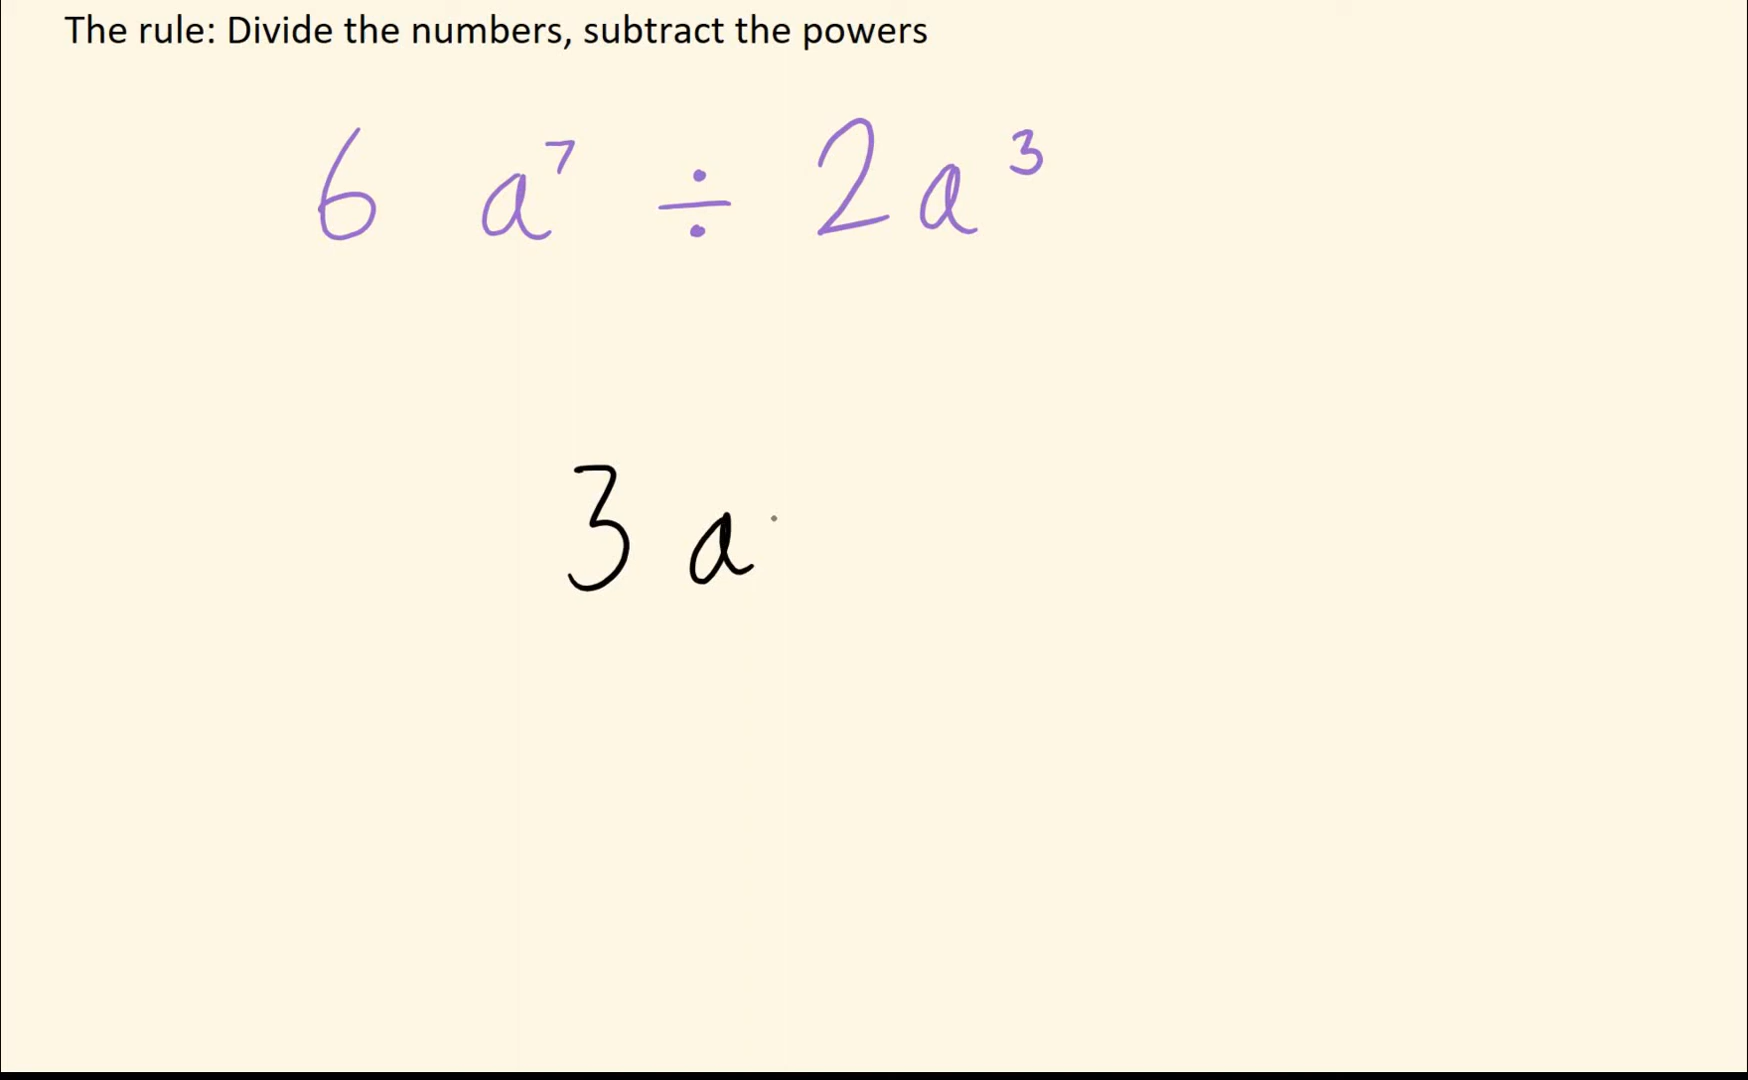 The rule: Divide the numbers, subtract the powers
6 a⁷ ÷ 2a³
3 a